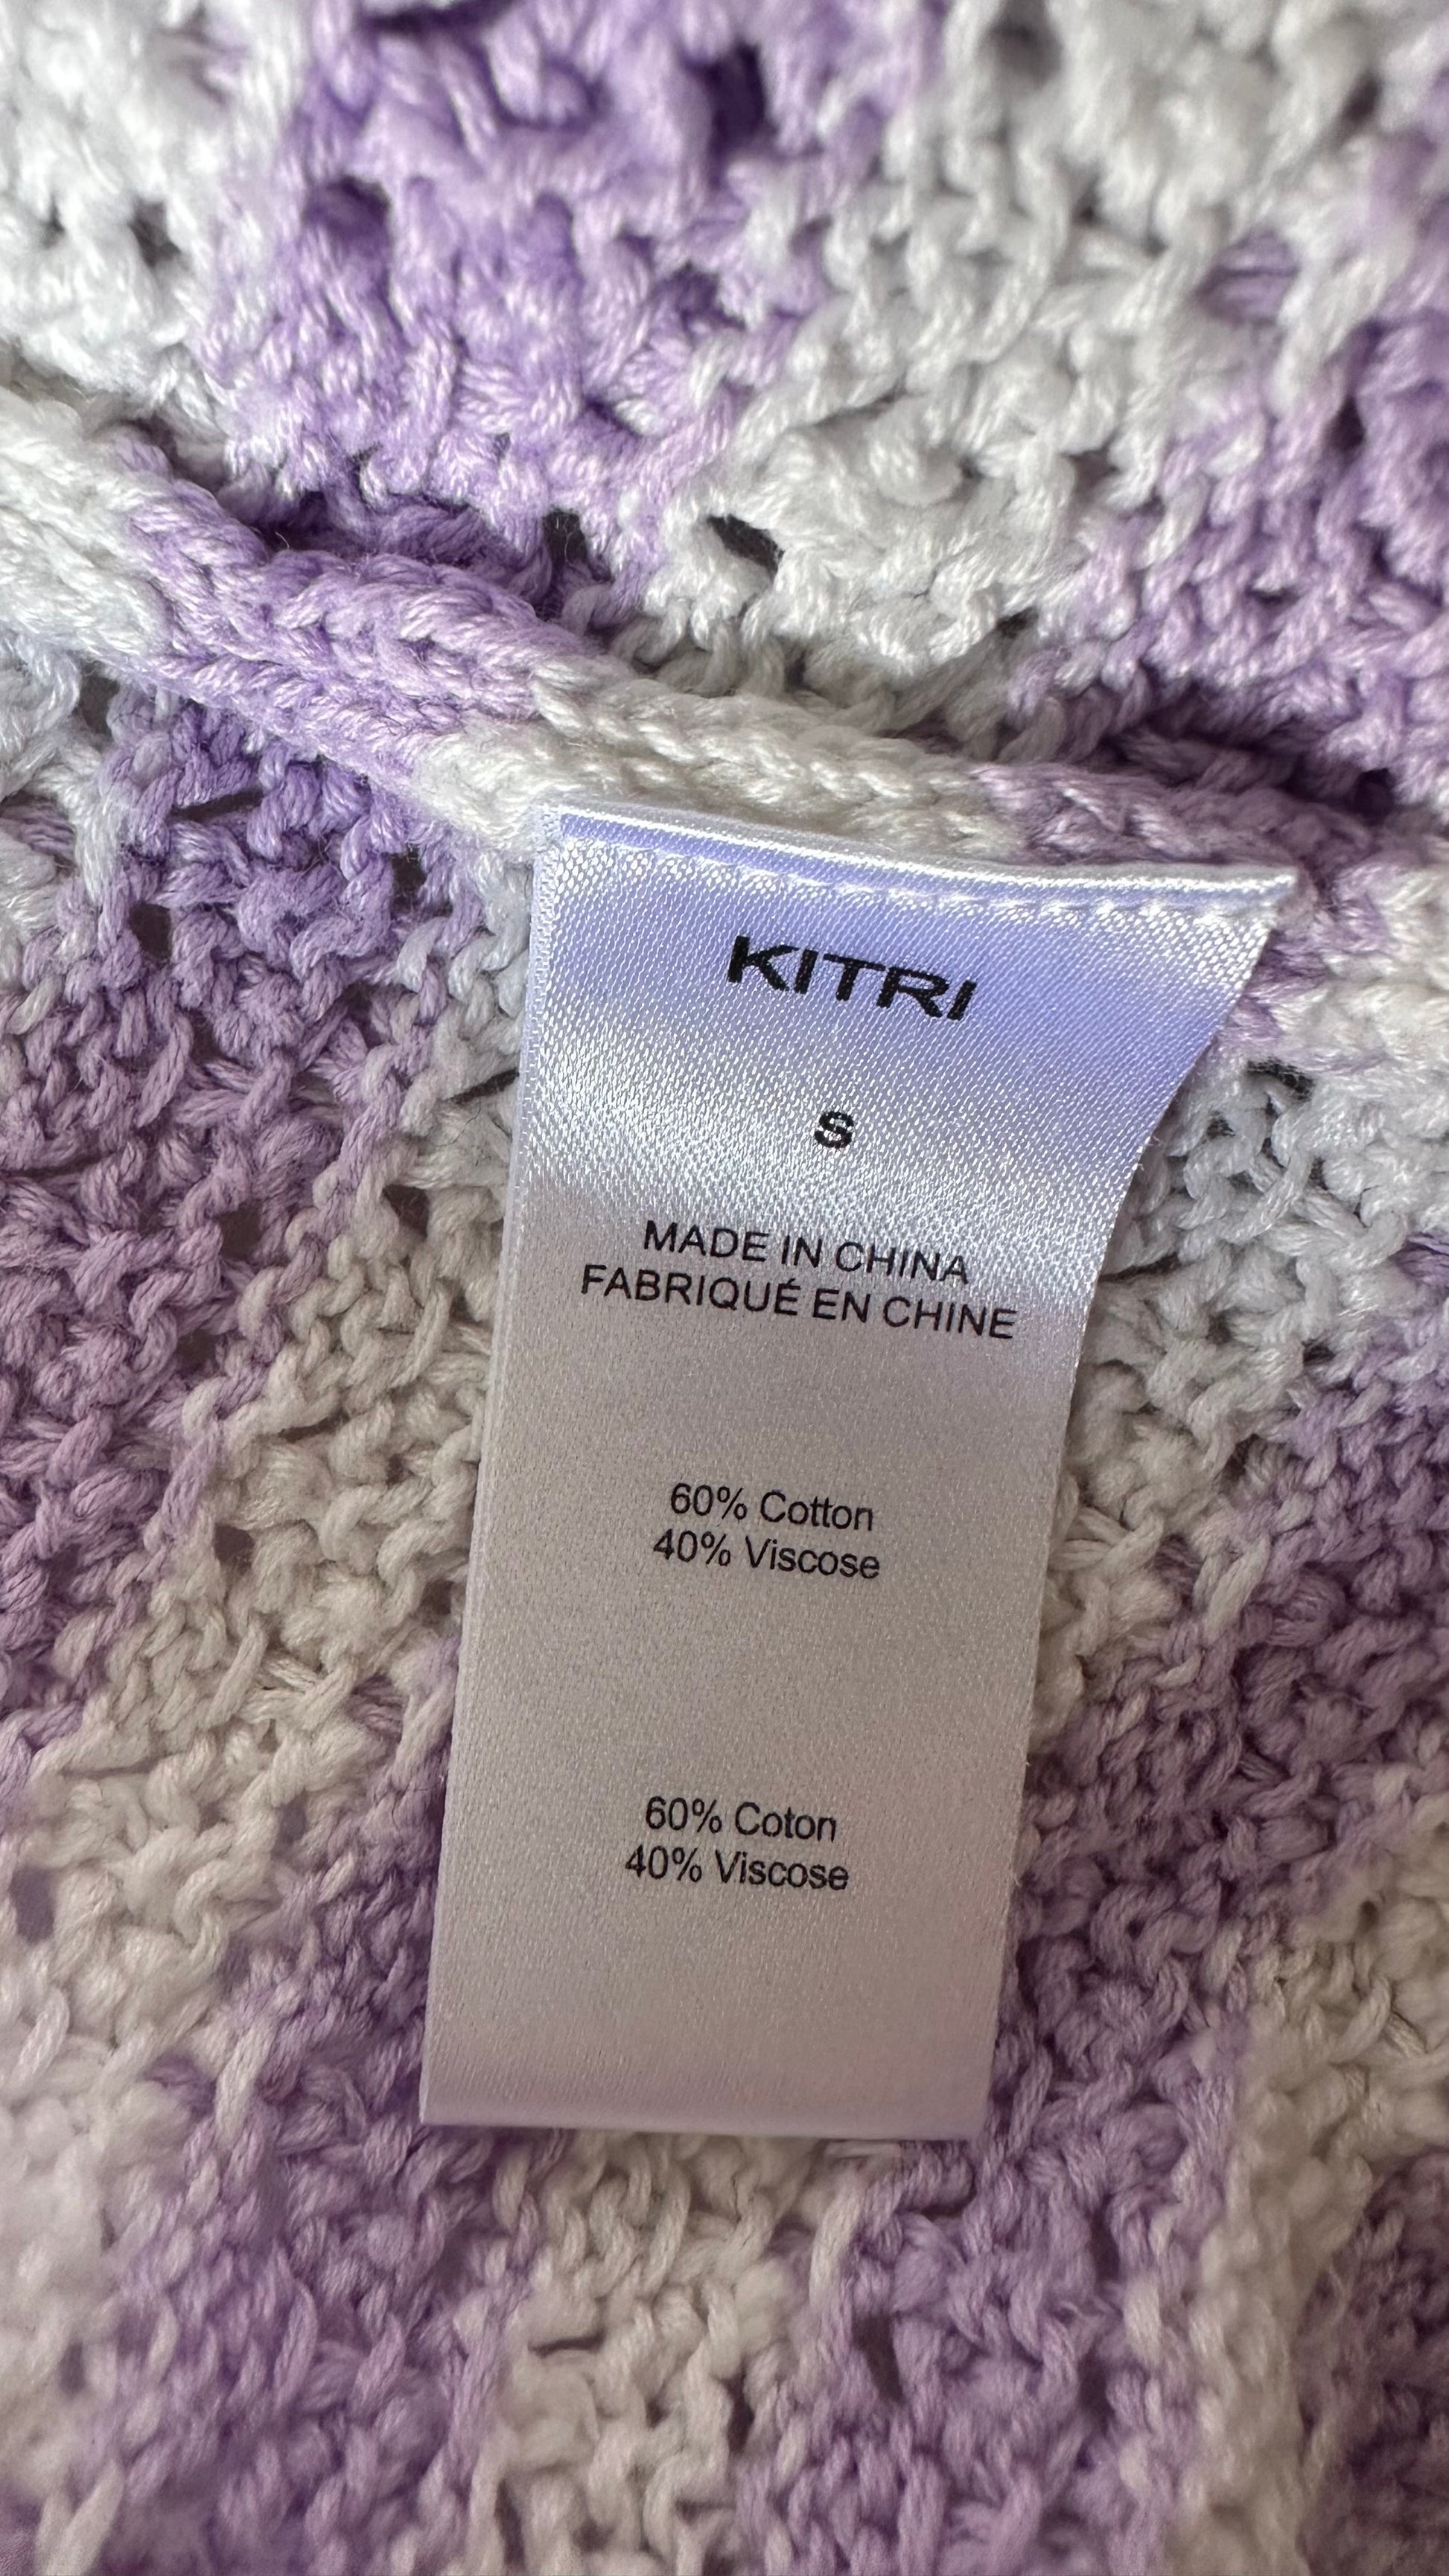 KITRI
S
MADE IN CHINA
FABRIQUÉ EN CHINE
60% Cotton
40% Viscose
60% Coton
40% Viscose